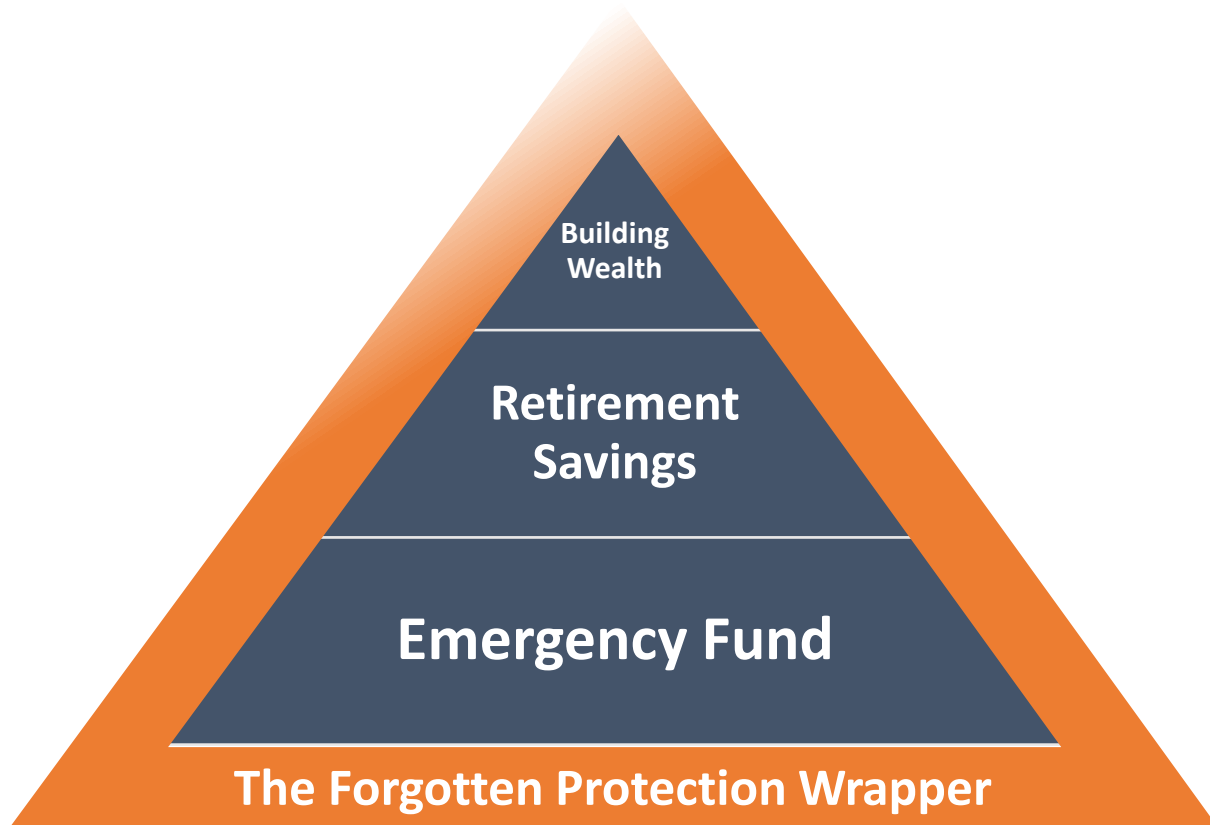 Building
Wealth
Retirement
Savings
Emergency Fund
The Forgotten Protection Wrapper